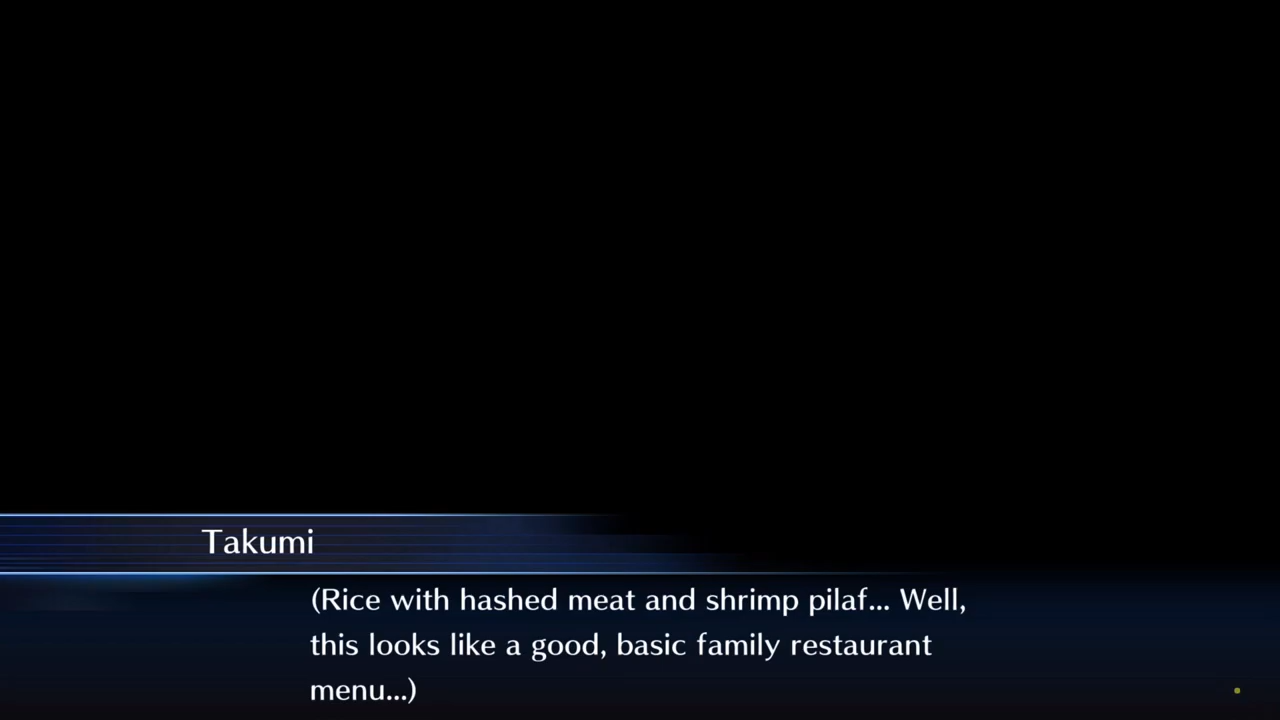 Takumi
(Rice with hashed meat and shrimp pilaf... Well,
this looks like a good, basic family restaurant
menu...)